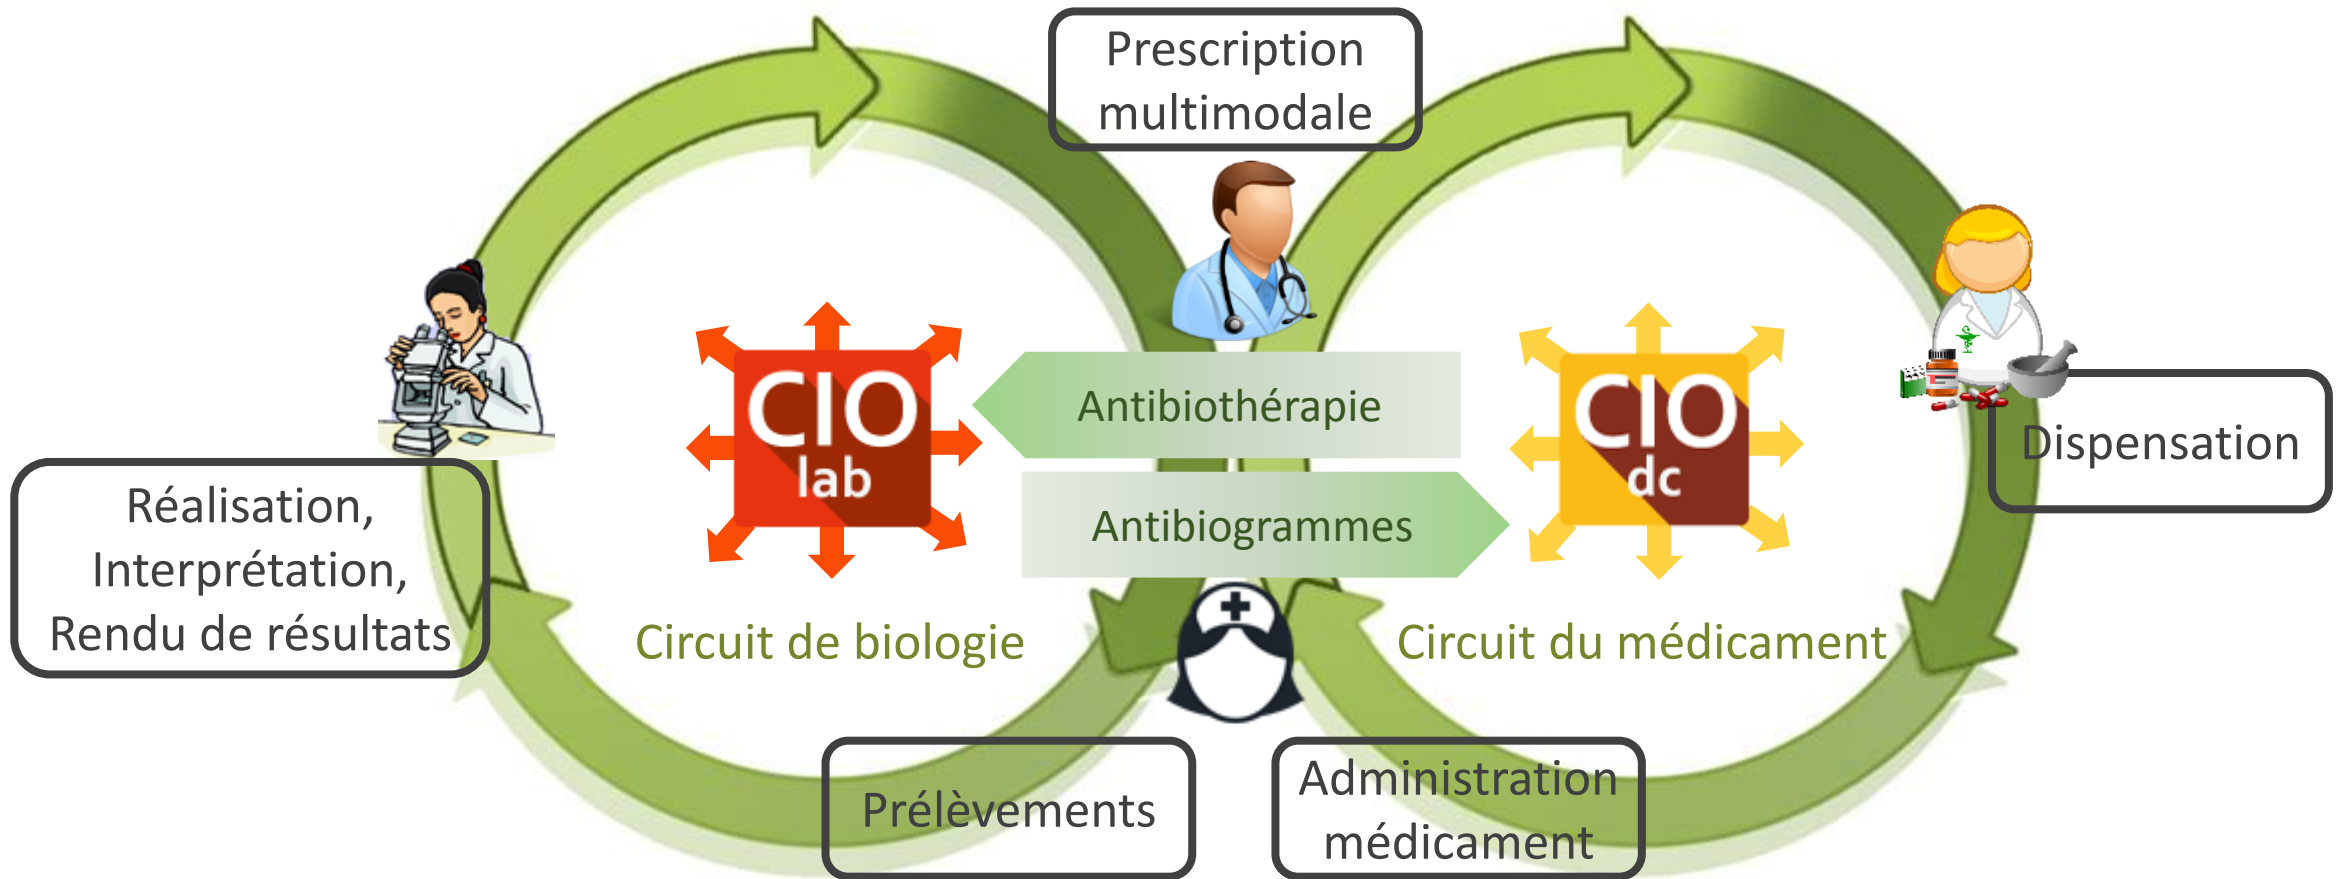 Prescription
multimodale
CIO
lab
Antibiothérapie
Antibiogrammes
CIO
dc
Dispensation
Réalisation,
Interprétation,
Rendu de résultats
Circuit de biologie
Circuit du médicament
Prélèvements
Administration
médicament